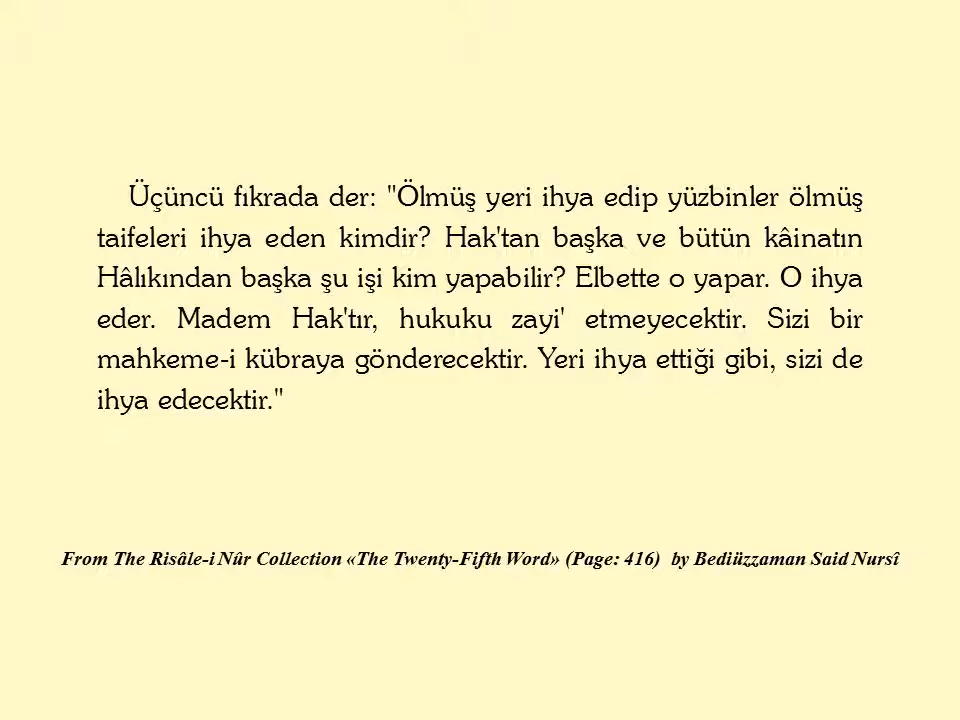 Üçüncü fıkrada der: "Ölmüş yeri ihya edip yüzbinler ölmüş
taifeleri ihya eden kimdir? Hak'tan başka ve bütün kâinatın
Hâlıkından başka şu işi kim yapabilir? Elbette o yapar. O ihya
eder. Madem Hak'tır, hukuku zayi' etmeyecektir. Sizi bir
mahkeme-i kübraya gönderecektir. Yeri ihya ettiği gibi, sizi de
ihya edecektir."
From The Risâle-i Nûr Collection «The Twenty-Fifth Word» (Page: 416) by Bediüzzaman Said Nursî